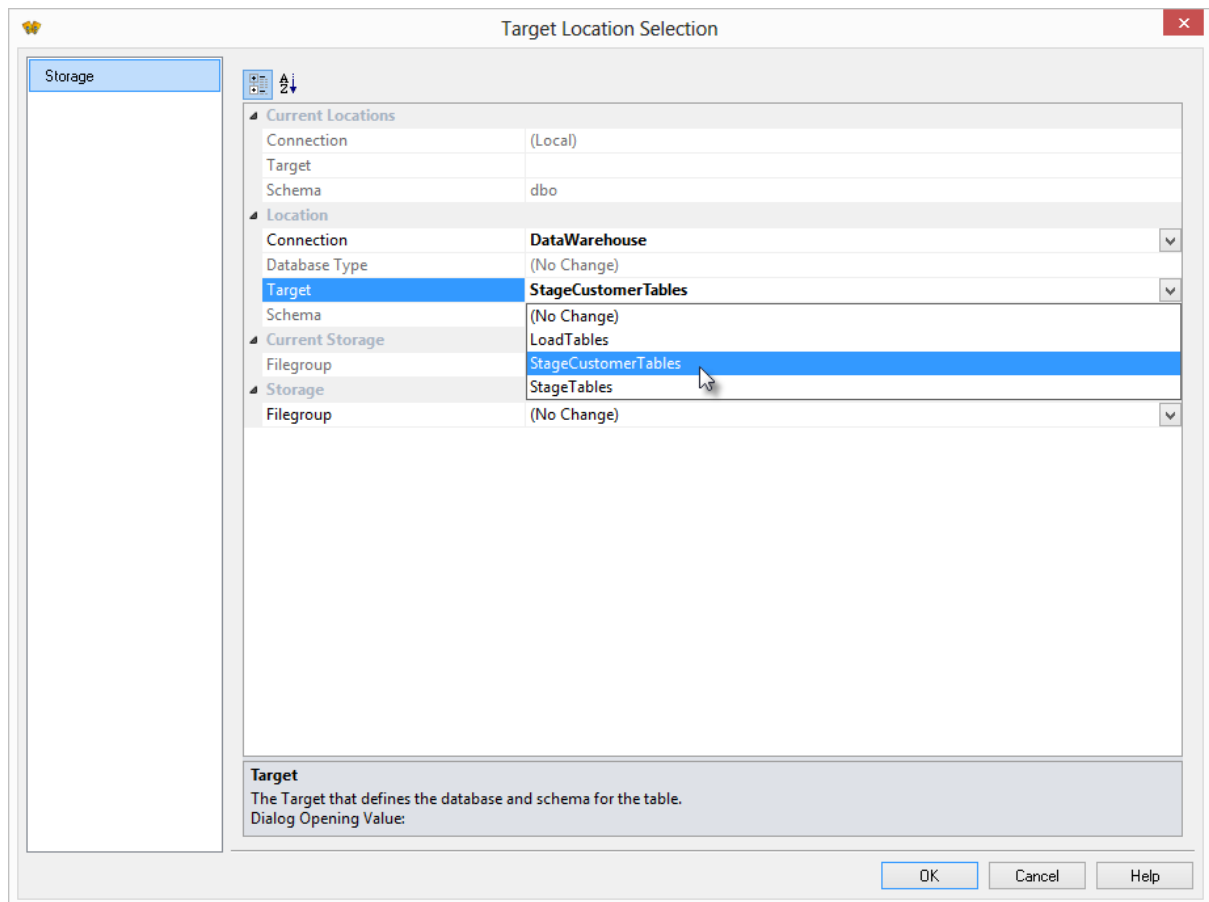 Target Location Selection
Storage
Current Locations
Connection (Local)
Target
Schema dbo
Location
Connection DataWarehouse
Database Type (No Change)
Target StageCustomerTables
Schema (No Change)
Current Storage LoadTables
Filegroup StageCustomerTables
Storage StageTables
Filegroup (No Change)
Target
The Target that defines the database and schema for the table.
Dialog Opening Value:
OK Cancel Help